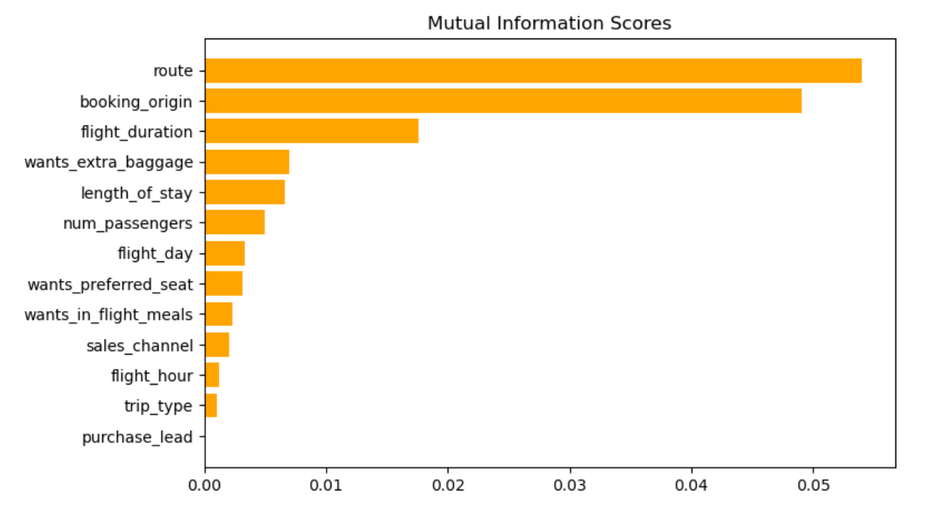 Mutual Information Scores
route
booking_origin
flight_duration
wants_extra_baggage
length_of_stay
num_passengers
flight_day
wants_preferred_seat
wants_in_flight_meals
sales_channel
flight_hour
trip_type
purchase_lead
0.00 0.01 0.02 0.03 0.04 0.05